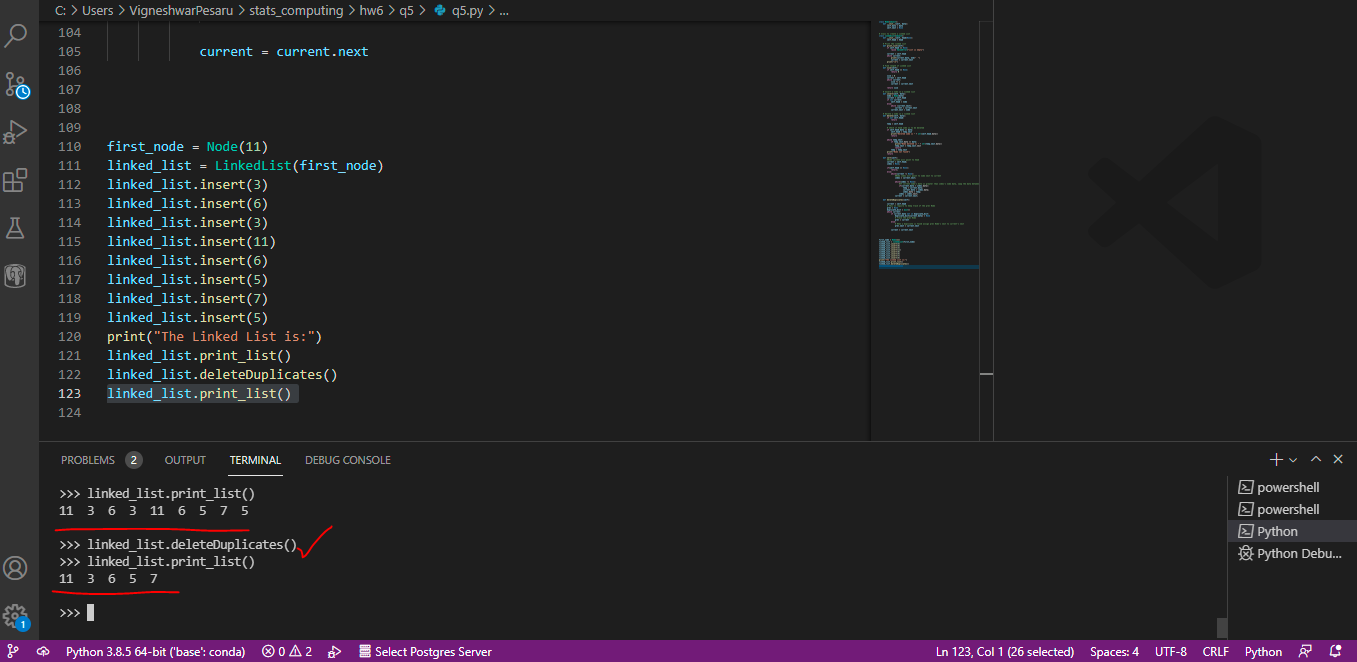 C: > Users > VigneshwarPesaru > stats_computing > hw6 > q5 > q5.py > ...
104
105 current = current.next
106
107
108
109
110 first_node = Node(11)
111 linked_list = LinkedList(first_node)
112 linked_list.insert(3)
113 linked_list.insert(6)
114 linked_list.insert(3)
115 linked_list.insert(11)
116 linked_list.insert(6)
117 linked_list.insert(5)
118 linked_list.insert(7)
119 linked_list.insert(5)
120 print("The Linked List is:")
121 linked_list.print_list()
122 linked_list.deleteDuplicates()
123 linked_list.print_list()
124
PROBLEMS 2 OUTPUT TERMINAL DEBUG CONSOLE
>>> linked_list.print_list()
11 3 6 3 11 6 5 7 5
>>> linked_list.deleteDuplicates()
>>> linked_list.print_list()
11 3 6 5 7
>>>
powershell
powershell
Python
Python Debu...
1
Python 3.8.5 64-bit ('base': conda) 0 2 Select Postgres Server Ln 123, Col 1 (26 selected) Spaces: 4 UTF-8 CRLF Python